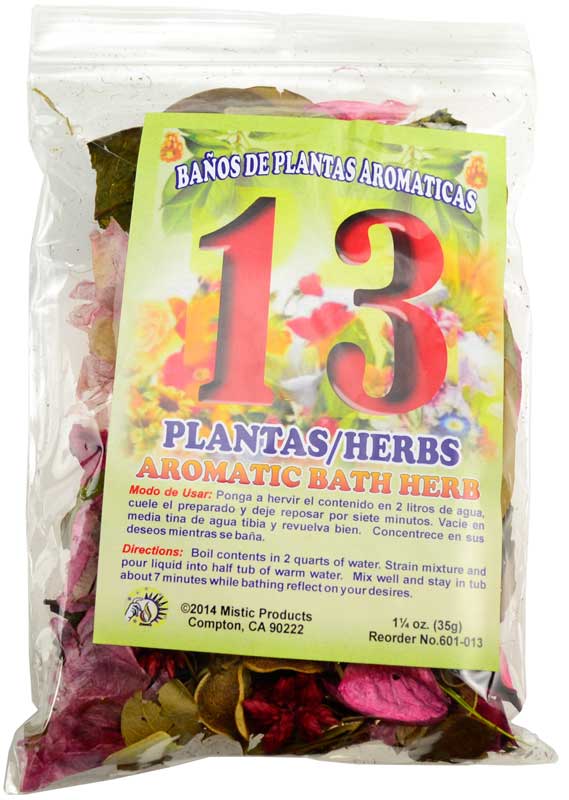 BAÑOS DE PLANTAS AROMATICAS
13
PLANTAS/HERBS
AROMATIC BATH HERB
Modo de Usar: Ponga a hervir el contenido en 2 litros de agua,
cuele el preparado y deje reposar por siete minutos. Vacie en
media tina de agua tibia y revuelva bien. Concentrece en sus
deseos mientras se baña.
Directions: Boil contents in 2 quarts of water. Strain mixture and
pour liquid into half tub of warm water. Mix well and stay in tub
about 7 minutes while bathing reflect on your desires.
©2014 Mistic Products
Compton, CA 90222
1¼ oz. (35g)
Reorder No.601-013